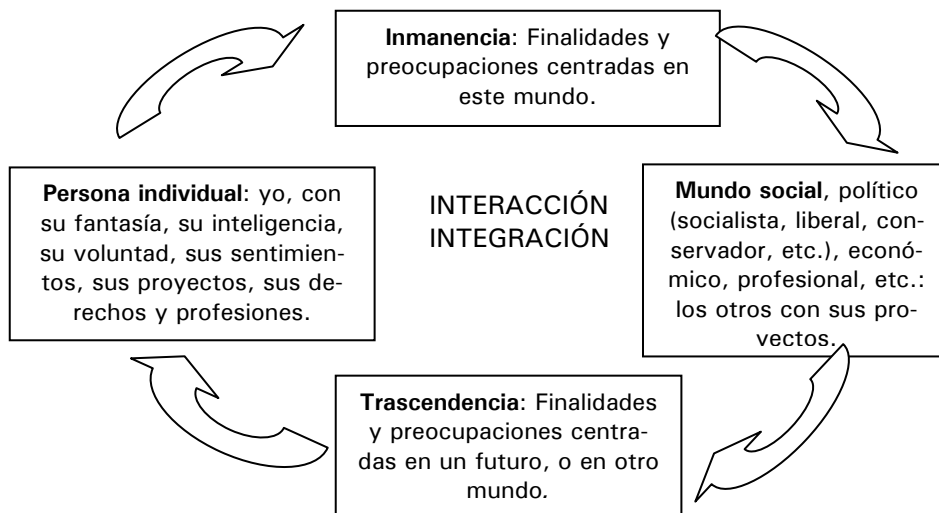 Inmanencia: Finalidades y
preocupaciones centradas en
este mundo.
Persona individual: yo, con
su fantasía, su inteligencia,
su voluntad, sus sentimien-
tos, sus proyectos, sus de-
rechos y profesiones.
INTERACCIÓN
INTEGRACIÓN
Mundo social, político
(socialista, liberal, con-
servador, etc.), econó-
mico, profesional, etc.:
los otros con sus pro-
yectos.
Trascendencia: Finalidades
y preocupaciones centra-
das en un futuro, o en otro
mundo.